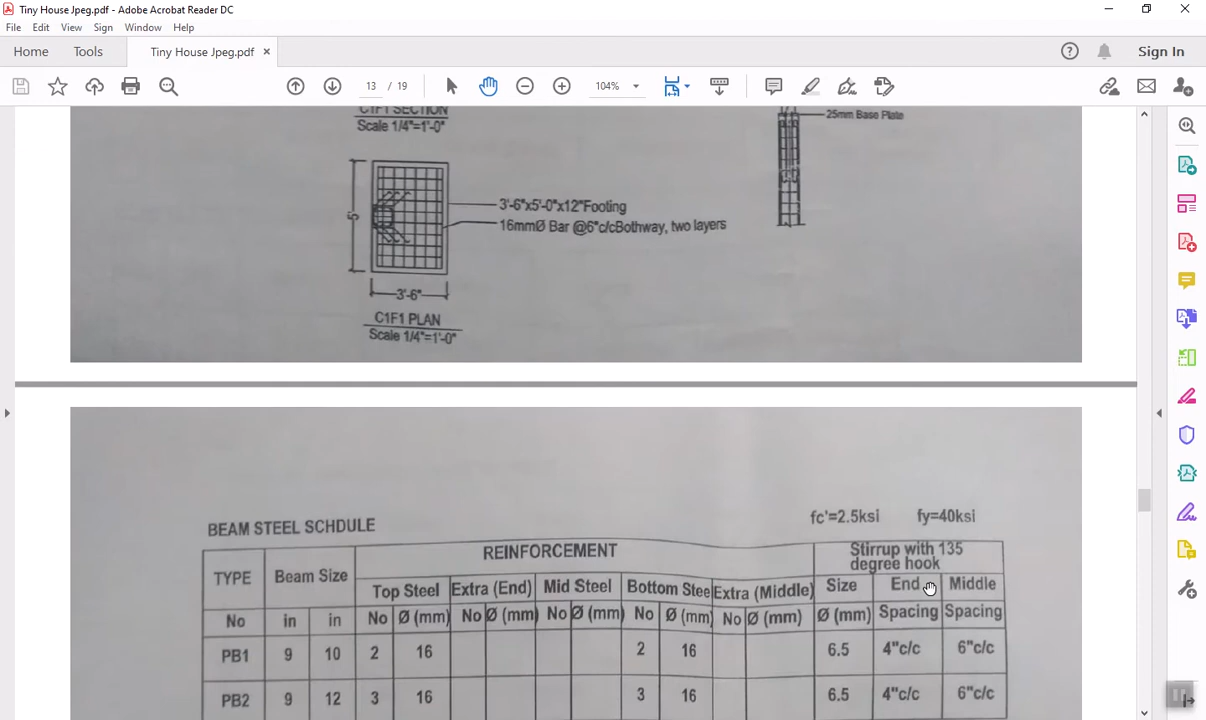 Tiny House Jpeg.pdf - Adobe Acrobat Reader DC
File Edit View Sign Window Help
Home Tools Tiny House Jpeg.pdf × Sign In
13 / 19 104%
C1F1 SECTION
Scale 1/4"=1'-0"
25mm Base Plate
3'-6"x5'-0"x12"Footing
16mmØ Bar @6"c/cBothway, two layers
5'
3'-6"
C1F1 PLAN
Scale 1/4"=1'-0"
BEAM STEEL SCHDULE fc'=2.5ksi fy=40ksi
TYPE Beam Size REINFORCEMENT Stirrup with 135
degree hook
Top Steel Extra (End) Mid Steel Bottom Stee Extra (Middle) Size End Middle
No in in No Ø (mm) No Ø (mm) No Ø (mm) No Ø (mm) No Ø (mm) Ø (mm) Spacing Spacing
PB1 9 10 2 16 2 16 6.5 4"c/c 6"c/c
PB2 9 12 3 16 3 16 6.5 4"c/c 6"c/c